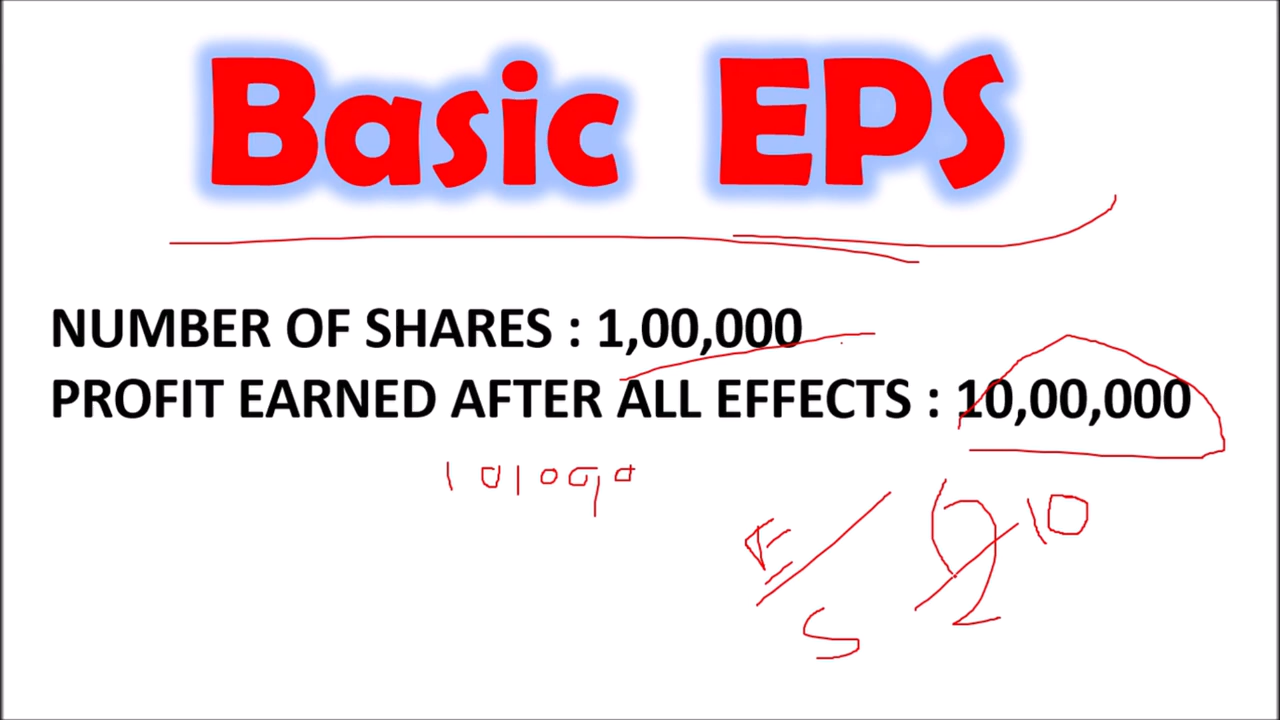 Basic EPS
NUMBER OF SHARES : 1,00,000
PROFIT EARNED AFTER ALL EFFECTS : 10,00,000
E/S
10